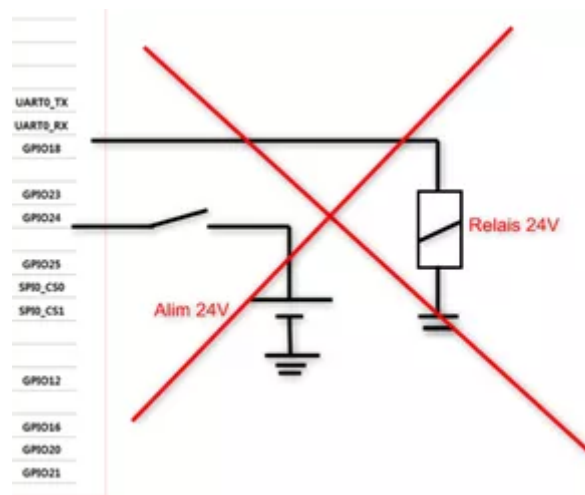 UART0_TX
UART0_RX
GPIO18
GPIO23
GPIO24
GPIO25
SPI0_CS0
SPI0_CS1
GPIO12
GPIO16
GPIO20
GPIO21
Relais 24V
Alim 24V